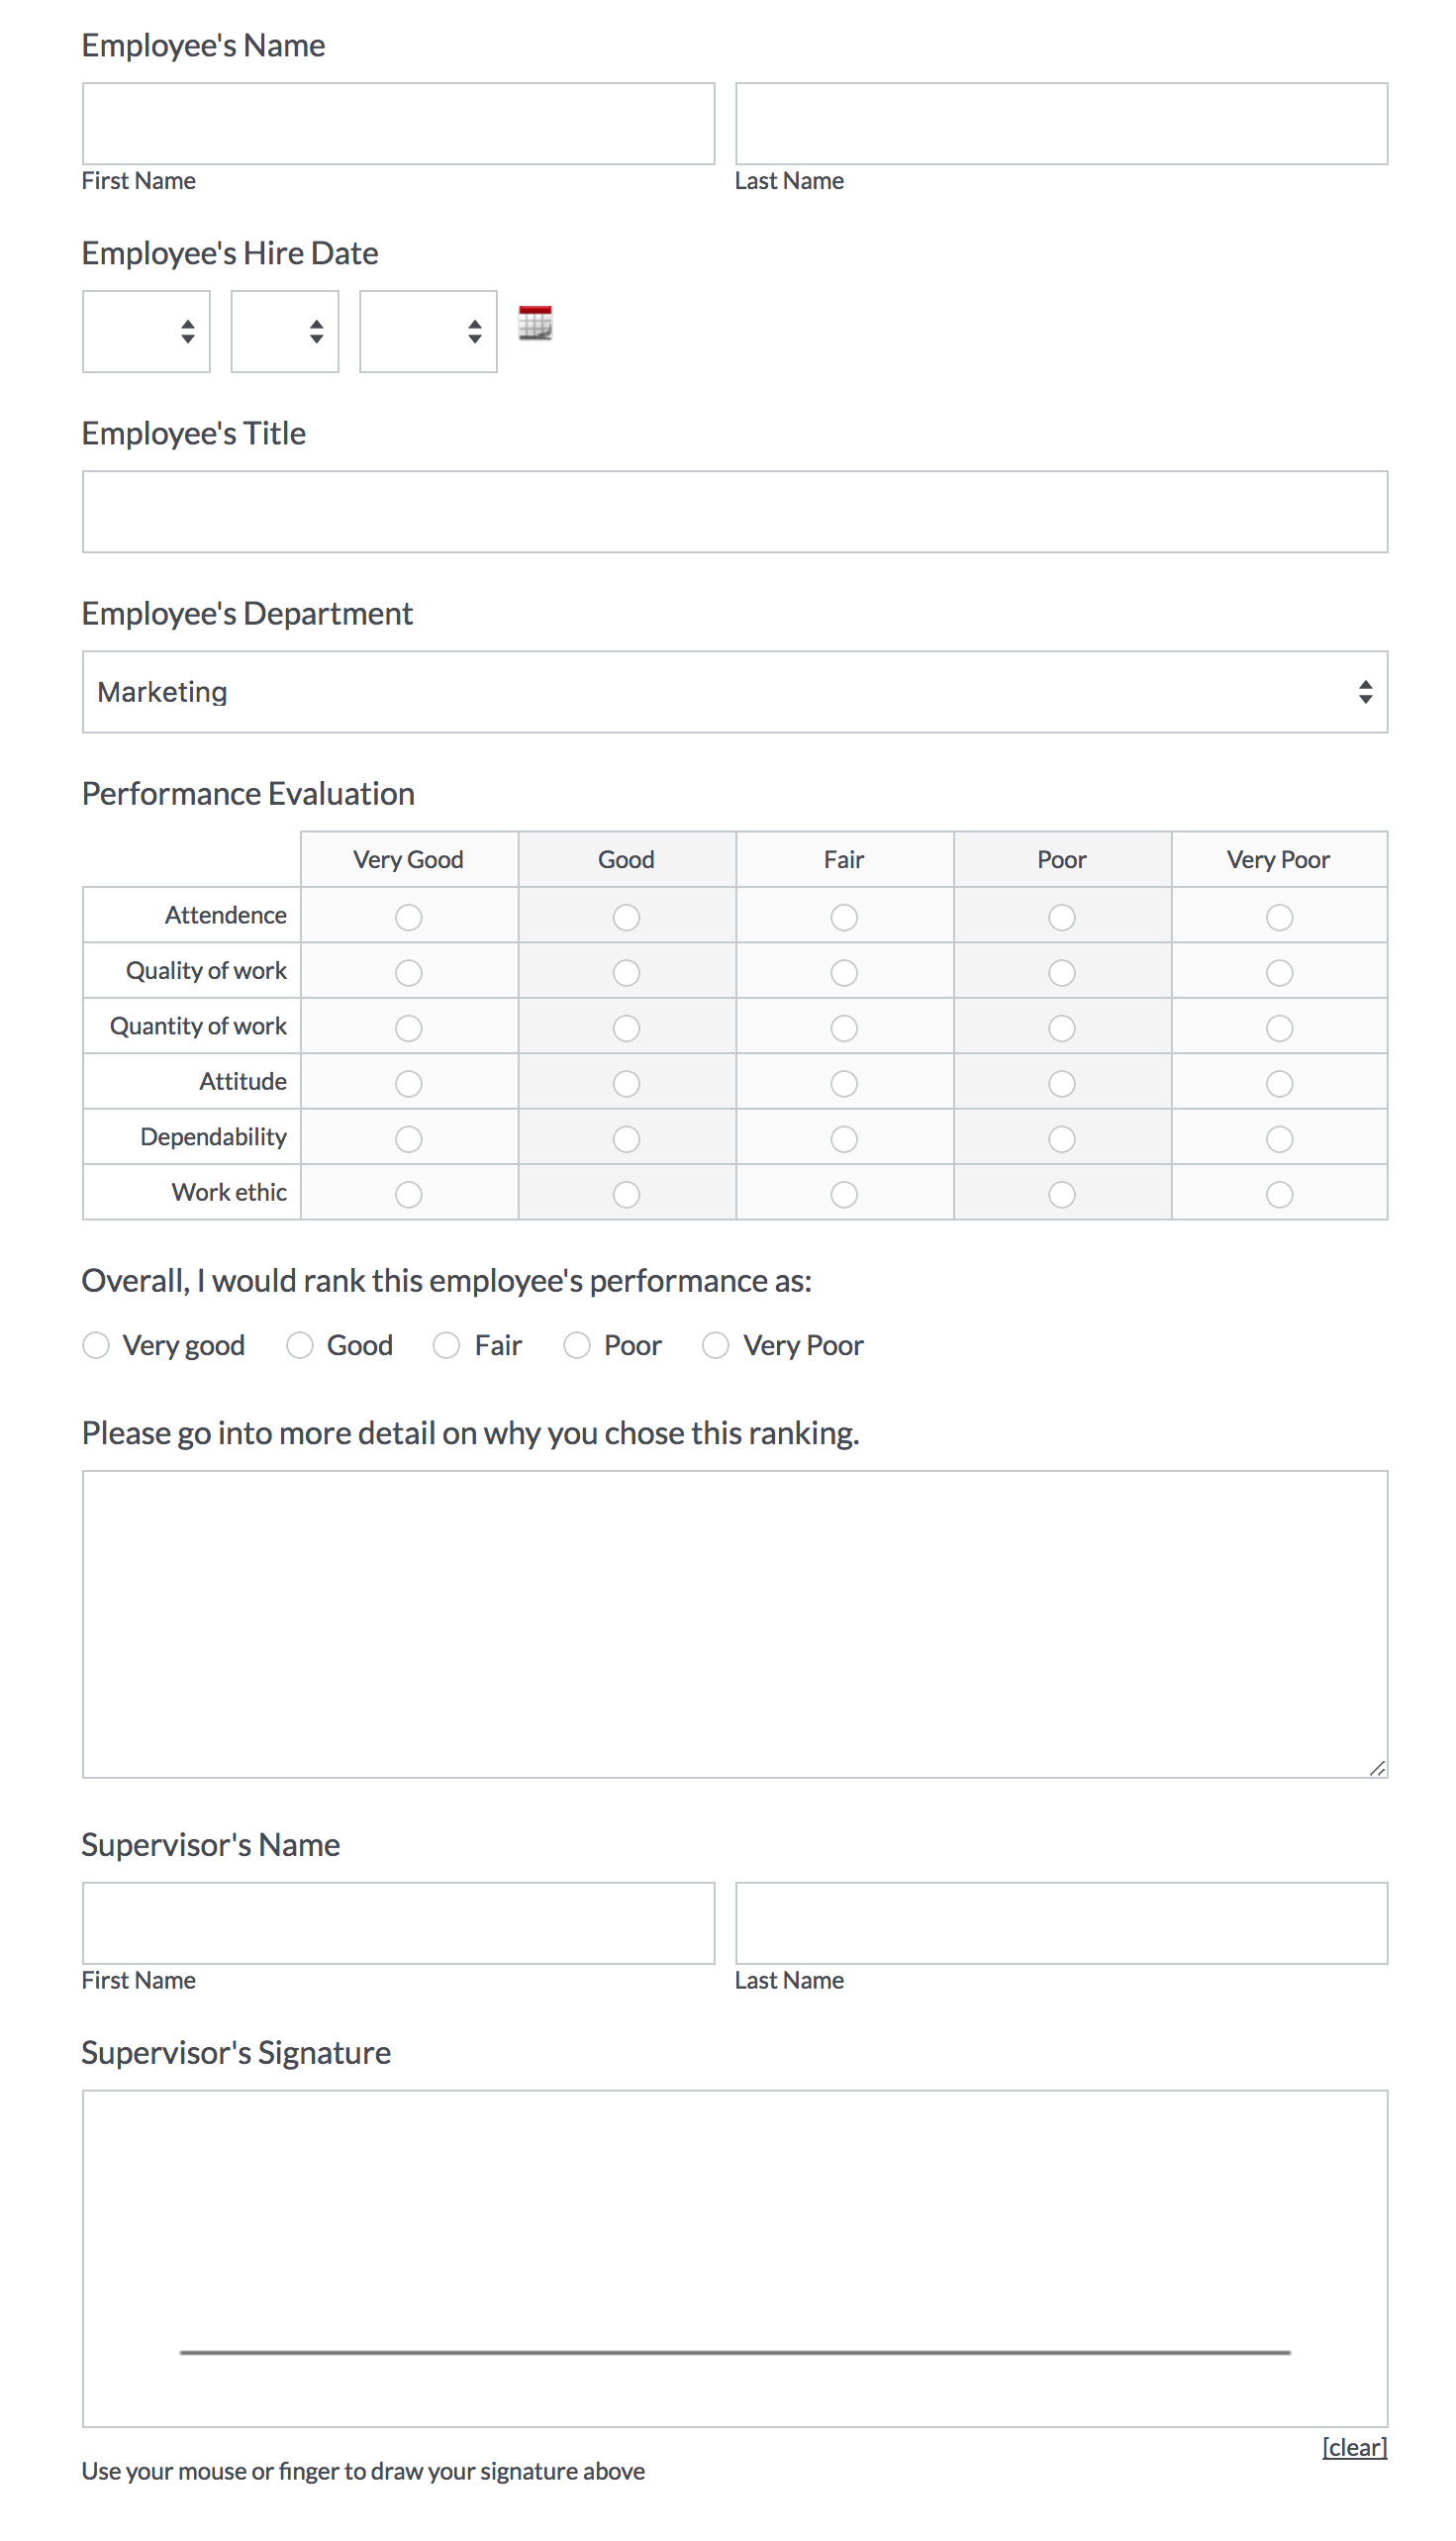 Employee's Name
First Name Last Name
Employee's Hire Date
Employee's Title
Employee's Department
Marketing
Performance Evaluation
Very Good Good Fair Poor Very Poor
Attendence
Quality of work
Quantity of work
Attitude
Dependability
Work ethic
Overall, I would rank this employee's performance as:
Very good Good Fair Poor Very Poor
Please go into more detail on why you chose this ranking.
Supervisor's Name
First Name Last Name
Supervisor's Signature
[clear]
Use your mouse or finger to draw your signature above